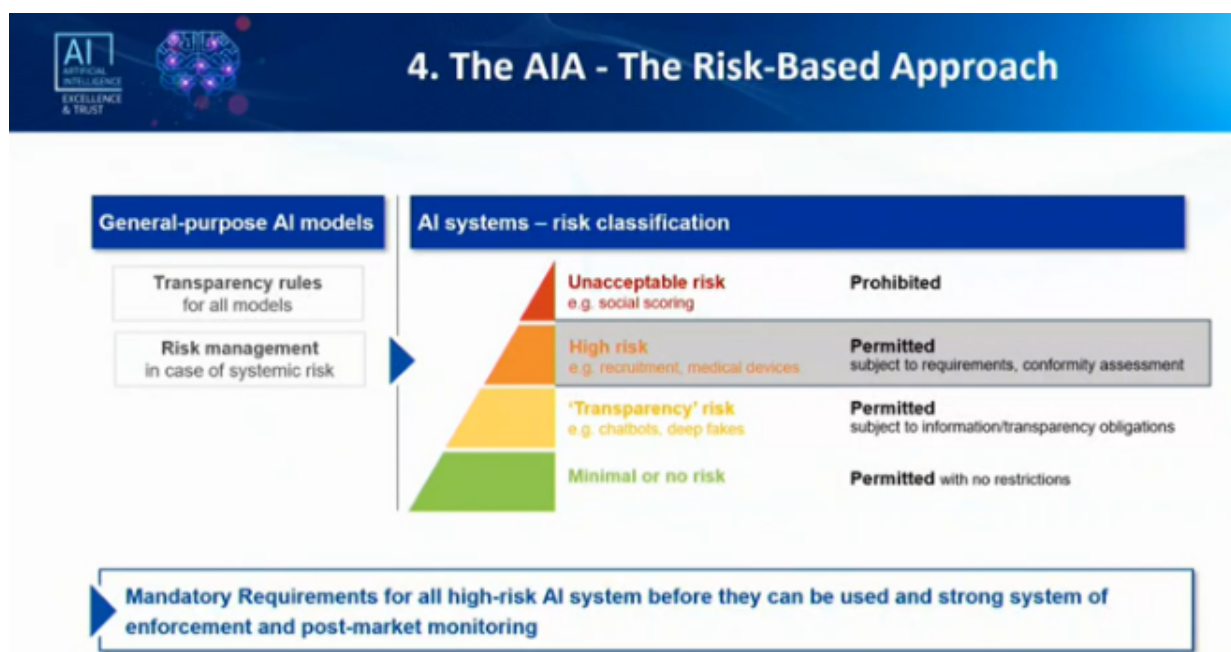 AI
ARTIFICIAL
INTELLIGENCE
EXCELLENCE
& TRUST
4. The AIA - The Risk-Based Approach
General-purpose AI models
Transparency rules
for all models
Risk management
in case of systemic risk
AI systems – risk classification
Unacceptable risk
e.g. social scoring
Prohibited
High risk
e.g. recruitment, medical devices
Permitted
subject to requirements, conformity assessment
‘Transparency’ risk
e.g. chatbots, deep fakes
Permitted
subject to information/transparency obligations
Minimal or no risk
Permitted with no restrictions
Mandatory Requirements for all high-risk AI system before they can be used and strong system of
enforcement and post-market monitoring